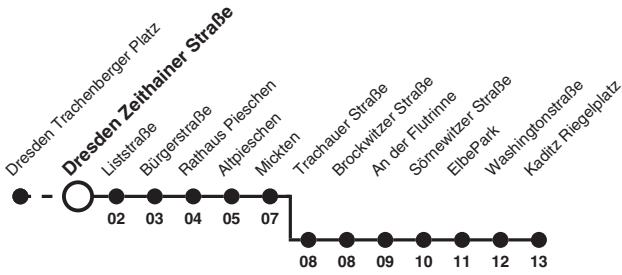 Dresden Trachenberger Platz
Dresden Zeithainer Straße
Liststraße
Bürgerstraße
Rathaus Pieschen
Altpieschen
Mickten
Trachauer Straße
Brockwitzer Straße
An der Flutrinne
Sörnewitzer Straße
ElbePark
Washingtonstraße
Kaditz Riegelplatz
02 03 04 05 07
08 08 09 10 11 12 13